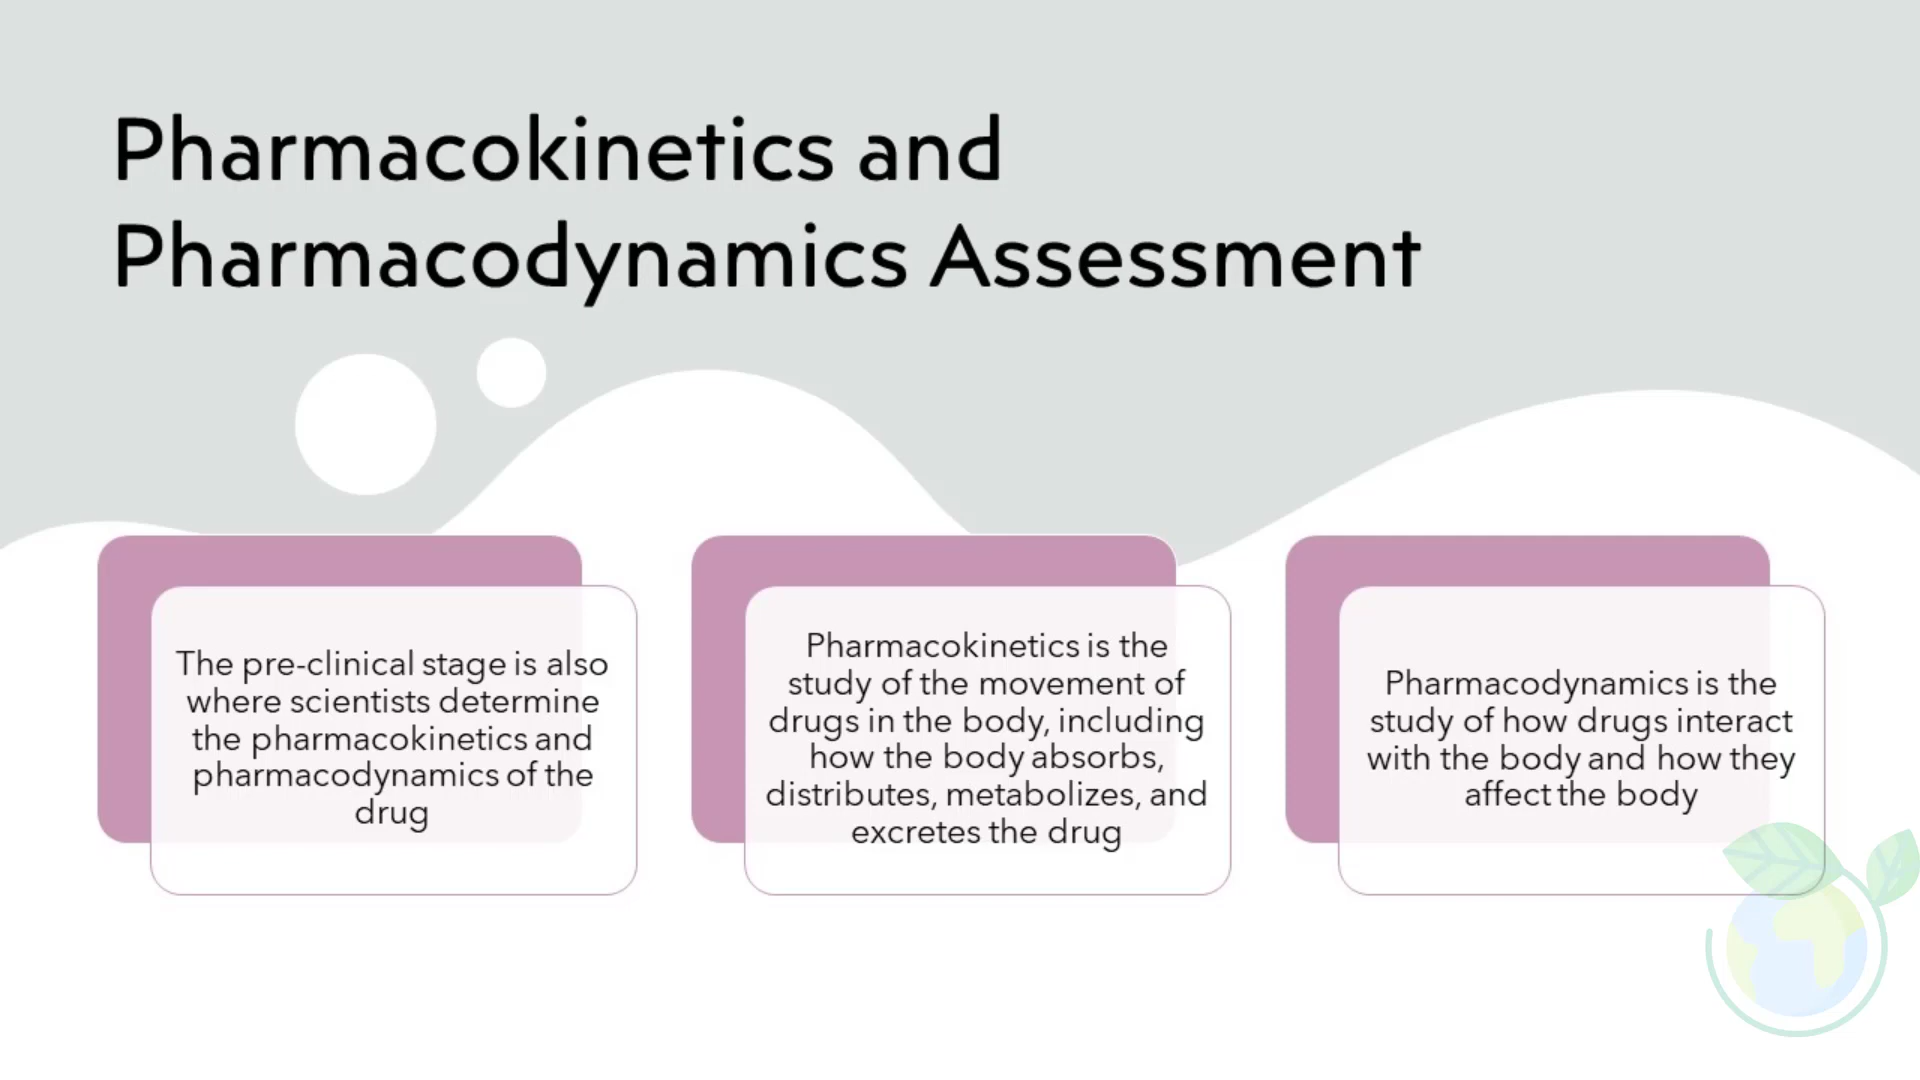 Pharmacokinetics and
Pharmacodynamics Assessment
The pre-clinical stage is also
where scientists determine
the pharmacokinetics and
pharmacodynamics of the
drug
Pharmacokinetics is the
study of the movement of
drugs in the body, including
how the body absorbs,
distributes, metabolizes, and
excretes the drug
Pharmacodynamics is the
study of how drugs interact
with the body and how they
affect the body